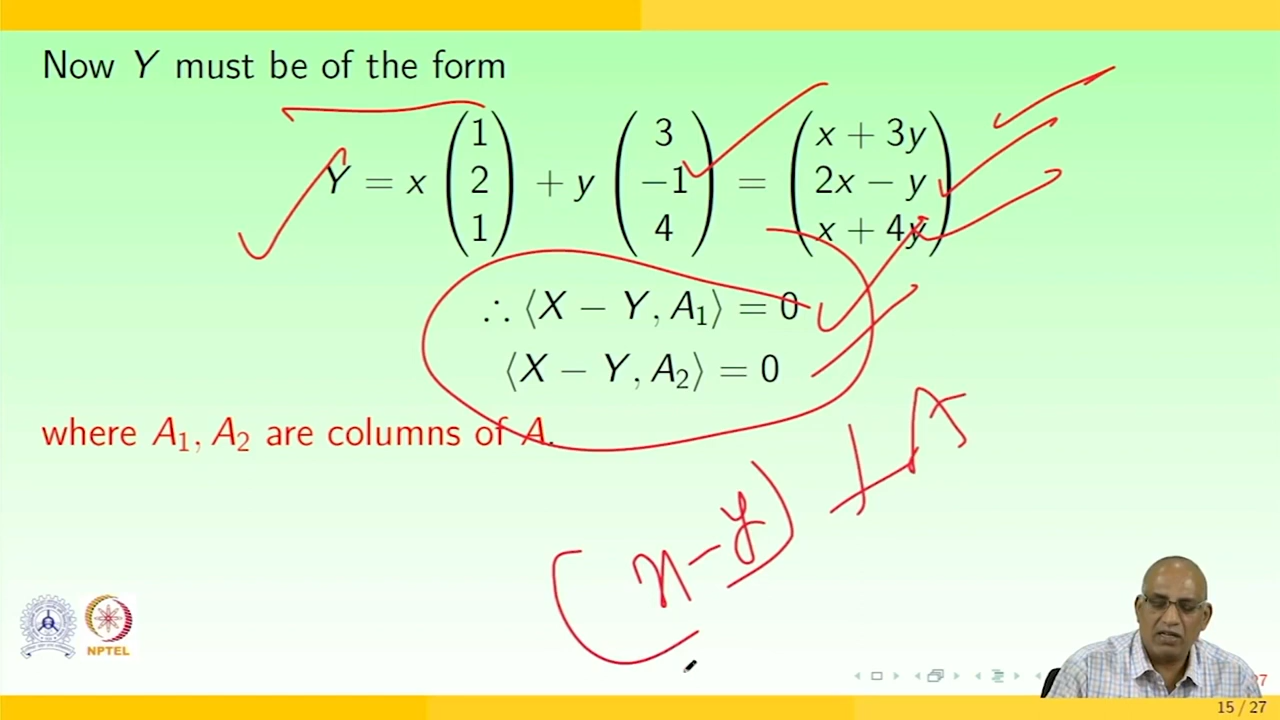 Now Y must be of the form
Y = x (1 2 1) + y (3 −1 4) = (x + 3y 2x − y x + 4y)
∴ ⟨X − Y, A₁⟩ = 0
⟨X − Y, A₂⟩ = 0
where A₁, A₂ are columns of A.
(x − y) ⊥ A
NPTEL
15 / 27